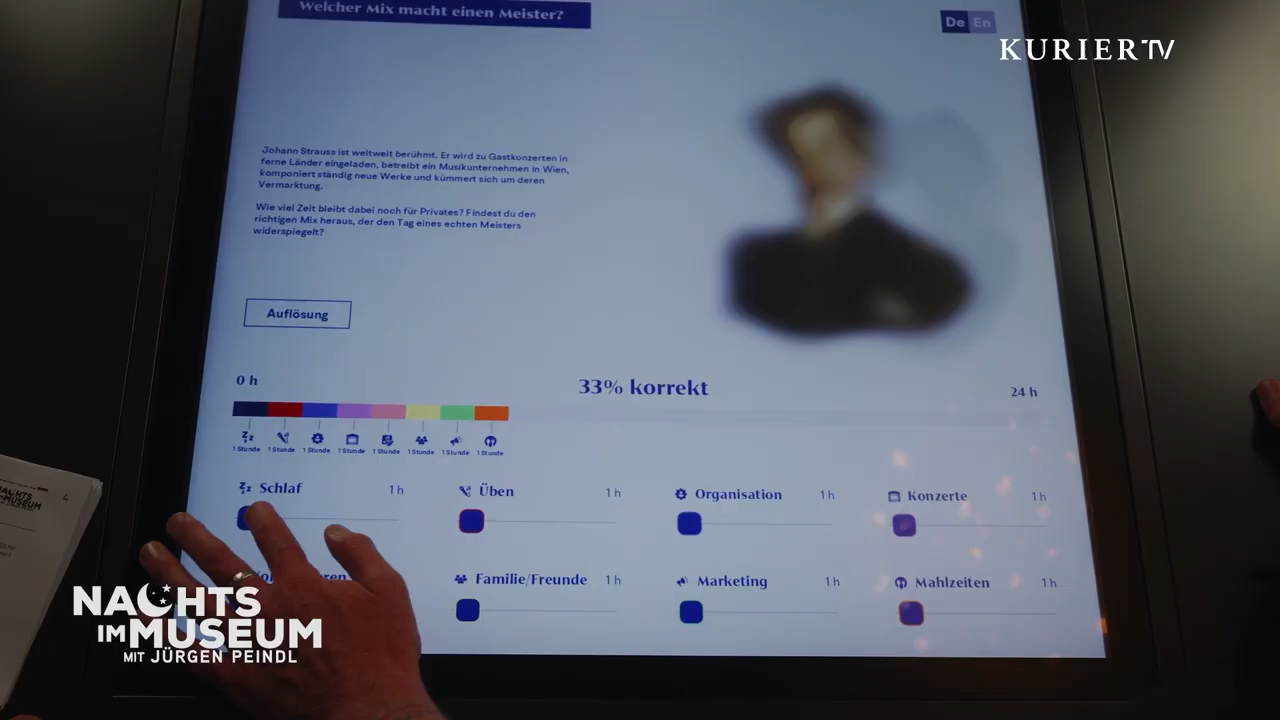 Welcher Mix macht einen Meister?
De En
KURIER TV
Johann Strauss ist weltweit berühmt. Er wird zu Gastkonzerten in
ferne Länder eingeladen, betreibt ein Musikunternehmen in Wien,
komponiert ständig neue Werke und kümmert sich um deren
Vermarktung.
Wie viel Zeit bleibt dabei noch für Privates? Findest du den
richtigen Mix heraus, der den Tag eines echten Meisters
widerspiegelt?
Auflösung
0 h
33% korrekt
24 h
1 Stunde 1 Stunde 1 Stunde 1 Stunde 1 Stunde 1 Stunde 1 Stunde 1 Stunde
Schlaf 1 h
Üben 1 h
Organisation 1 h
Konzerte 1 h
Familie/Freunde 1 h
Marketing 1 h
Mahlzeiten 1 h
NACHTS
IM MUSEUM
4
NACHTS
IM MUSEUM
MIT JÜRGEN PEINDL